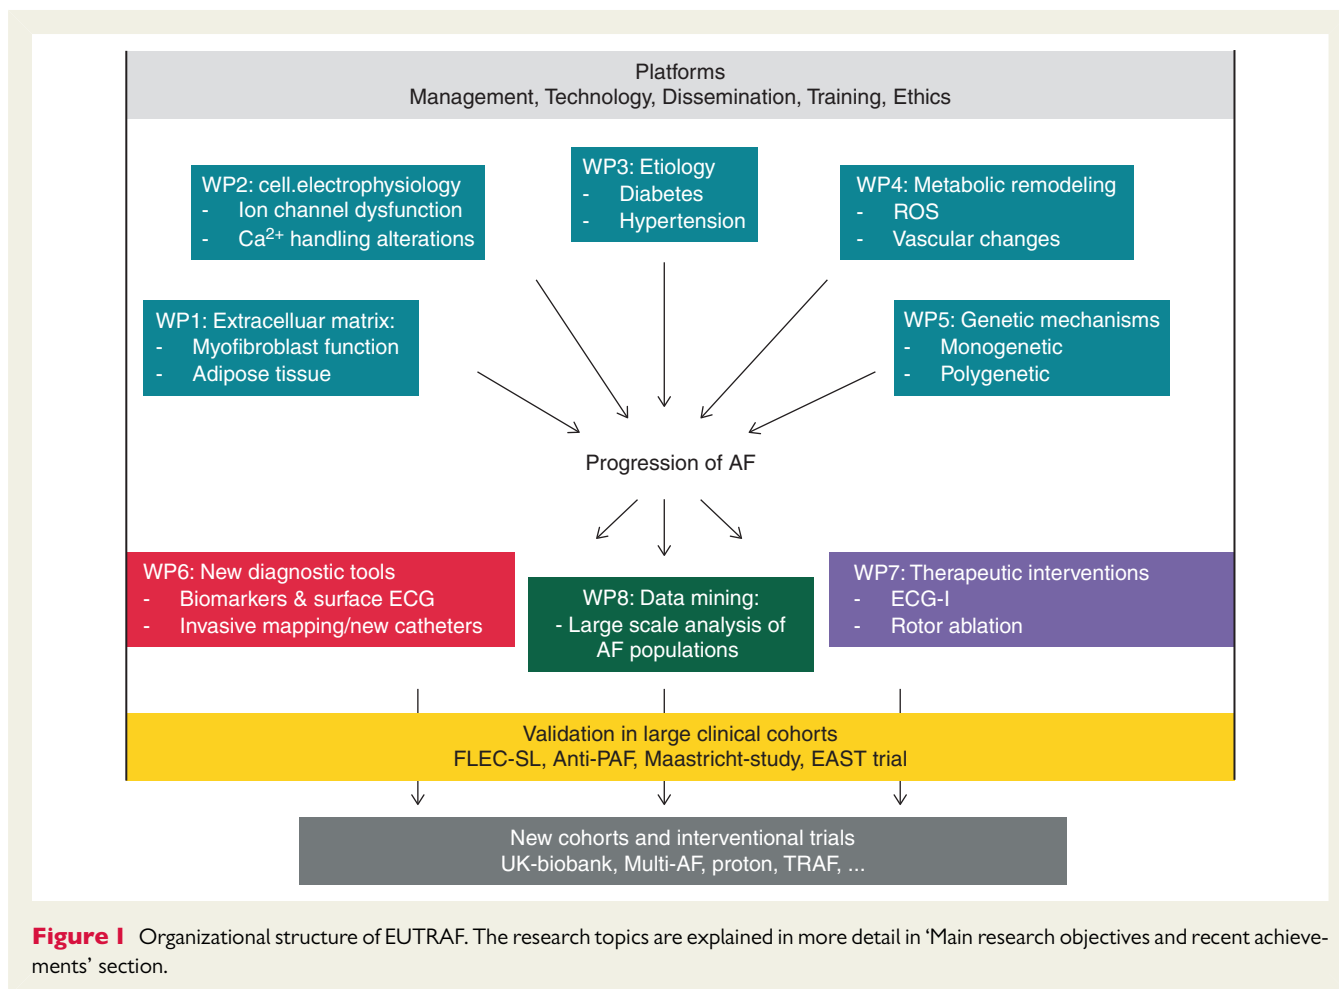 Platforms
Management, Technology, Dissemination, Training, Ethics
WP2: cell.electrophysiology
- Ion channel dysfunction
- Ca²⁺ handling alterations
WP3: Etiology
- Diabetes
- Hypertension
WP4: Metabolic remodeling
- ROS
- Vascular changes
WP1: Extracelluar matrix:
- Myofibroblast function
- Adipose tissue
WP5: Genetic mechanisms
- Monogenetic
- Polygenetic
Progression of AF
WP6: New diagnostic tools
- Biomarkers & surface ECG
- Invasive mapping/new catheters
WP8: Data mining:
- Large scale analysis of
AF populations
WP7: Therapeutic interventions
- ECG-I
- Rotor ablation
Validation in large clinical cohorts
FLEC-SL, Anti-PAF, Maastricht-study, EAST trial
New cohorts and interventional trials
UK-biobank, Multi-AF, proton, TRAF, ...
Figure 1 Organizational structure of EUTRAF. The research topics are explained in more detail in ‘Main research objectives and recent achieve-
ments’ section.